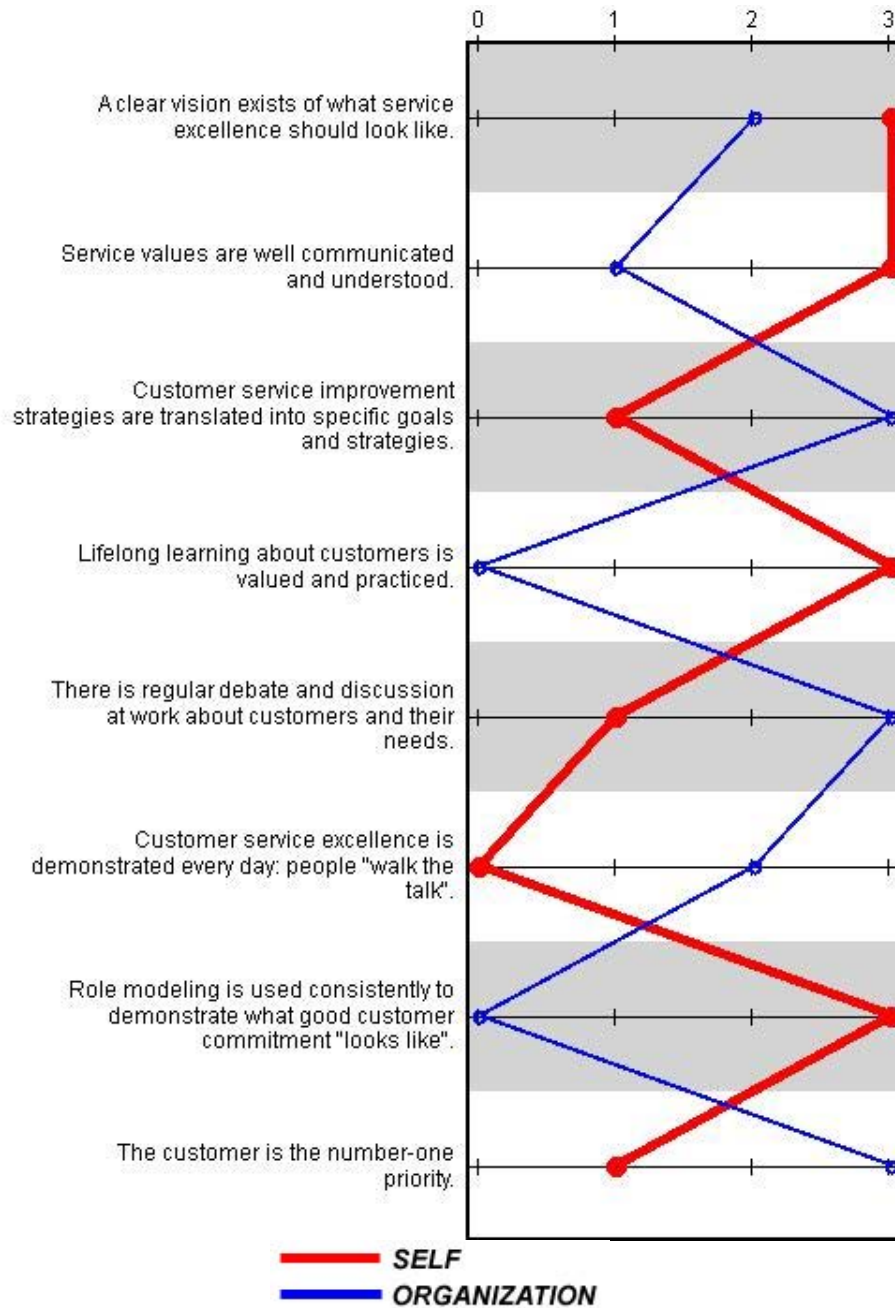 0 1 2 3
A clear vision exists of what service
excellence should look like.
Service values are well communicated
and understood.
Customer service improvement
strategies are translated into specific goals
and strategies.
Lifelong learning about customers is
valued and practiced.
There is regular debate and discussion
at work about customers and their
needs.
Customer service excellence is
demonstrated every day: people "walk the
talk".
Role modeling is used consistently to
demonstrate what good customer
commitment "looks like".
The customer is the number-one
priority.
SELF
ORGANIZATION